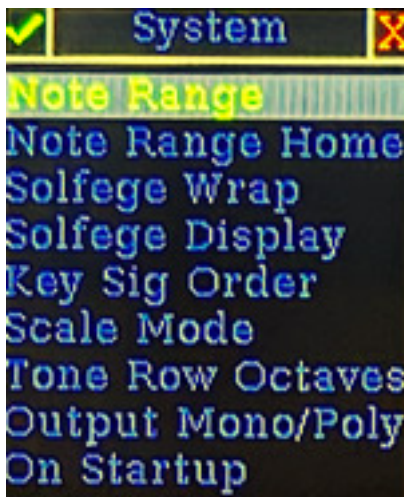 System X
Note Range
Note Range Home
Solfege Wrap
Solfege Display
Key Sig Order
Scale Mode
Tone Row Octaves
Output Mono/Poly
On Startup